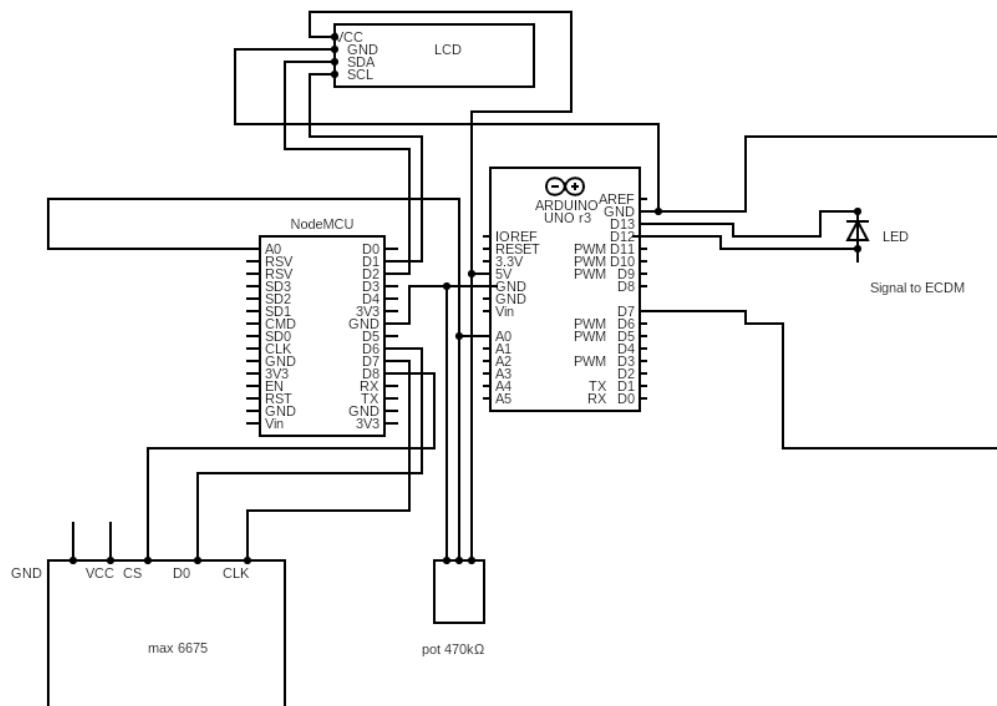 VCC
GND
SDA
SCL
LCD
NodeMCU
A0
RSV
RSV
SD3
SD2
SD1
CMD
SD0
CLK
GND
3V3
EN
RST
GND
Vin
D0
D1
D2
D3
D4
3V3
GND
D5
D6
D7
D8
RX
TX
GND
3V3
ARDUINO
UNO r3
IOREF
RESET
3.3V
5V
GND
GND
Vin
A0
A1
A2
A3
A4
A5
AREF
GND
D13
D12
PWM D11
PWM D10
PWM D9
D8
D7
PWM D6
PWM D5
D4
PWM D3
D2
TX D1
RX D0
LED
Signal to ECDM
GND VCC CS D0 CLK
max 6675
pot 470kΩ